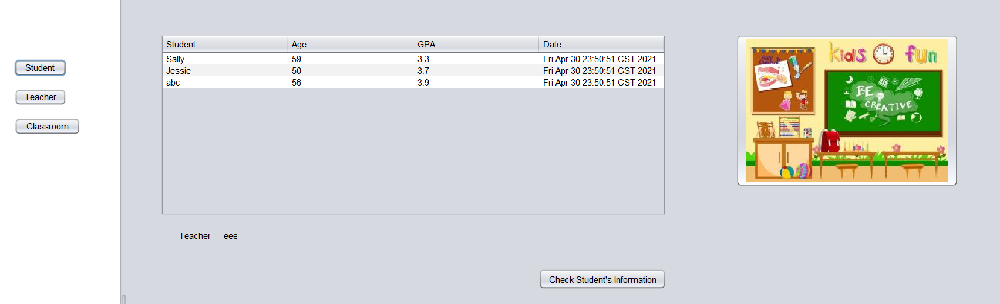 Student
Teacher
Classroom
Student Age GPA Date
Sally 59 3.3 Fri Apr 30 23:50:51 CST 2021
Jessie 50 3.7 Fri Apr 30 23:50:51 CST 2021
abc 56 3.9 Fri Apr 30 23:50:51 CST 2021
Teacher eee
Check Student's Information
kids fun
BE
CREATIVE